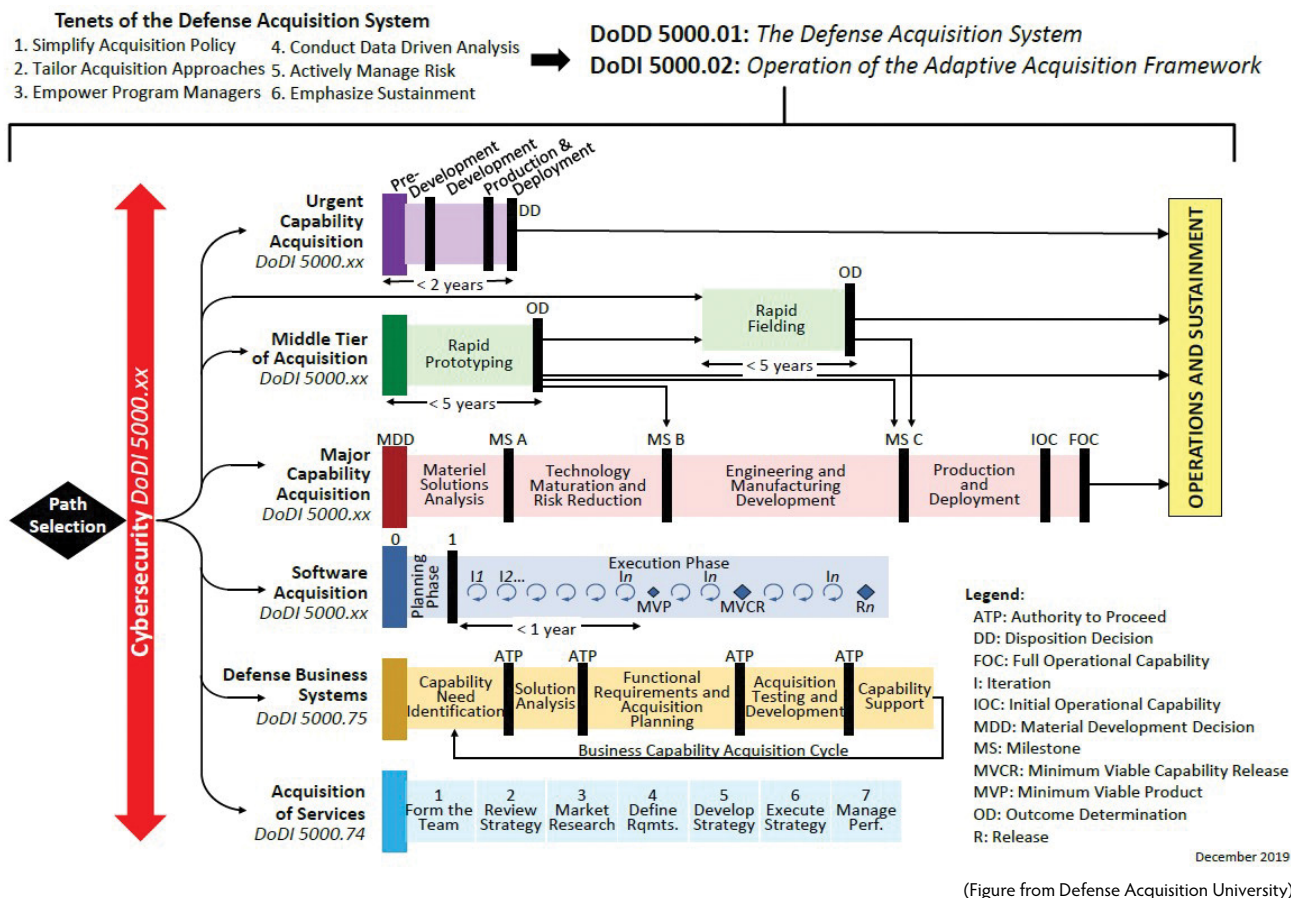 Tenets of the Defense Acquisition System
1. Simplify Acquisition Policy
2. Tailor Acquisition Approaches
3. Empower Program Managers
4. Conduct Data Driven Analysis
5. Actively Manage Risk
6. Emphasize Sustainment
DoDD 5000.01: The Defense Acquisition System
DoDI 5000.02: Operation of the Adaptive Acquisition Framework
Path
Selection
Cybersecurity DoDI 5000.xx
Urgent
Capability
Acquisition
DoDI 5000.xx
Pre-
Development
Development
Production &
Deployment
DD
< 2 years
Middle Tier
of Acquisition
DoDI 5000.xx
Rapid
Prototyping
OD
< 5 years
Rapid
Fielding
OD
< 5 years
Major
Capability
Acquisition
DoDI 5000.xx
MDD
Materiel
Solutions
Analysis
MS A
Technology
Maturation and
Risk Reduction
MS B
Engineering and
Manufacturing
Development
MS C
Production
and
Deployment
IOC
FOC
OPERATIONS AND SUSTAINMENT
Software
Acquisition
DoDI 5000.xx
0
Planning
Phase
1
Execution Phase
I1
I2...
In
In
In
MVP
MVCR
Rn
< 1 year
Defense Business
Systems
DoDI 5000.75
Capability
Need
Identification
ATP
Solution
Analysis
ATP
Functional
Requirements and
Acquisition
Planning
ATP
Acquisition
Testing and
Development
ATP
Capability
Support
Business Capability Acquisition Cycle
Acquisition
of Services
DoDI 5000.74
1
Form the
Team
2
Review
Strategy
3
Market
Research
4
Define
Rqmts.
5
Develop
Strategy
6
Execute
Strategy
7
Manage
Perf.
Legend:
ATP: Authority to Proceed
DD: Disposition Decision
FOC: Full Operational Capability
I: Iteration
IOC: Initial Operational Capability
MDD: Material Development Decision
MS: Milestone
MVCR: Minimum Viable Capability Release
MVP: Minimum Viable Product
OD: Outcome Determination
R: Release
December 2019
(Figure from Defense Acquisition University)